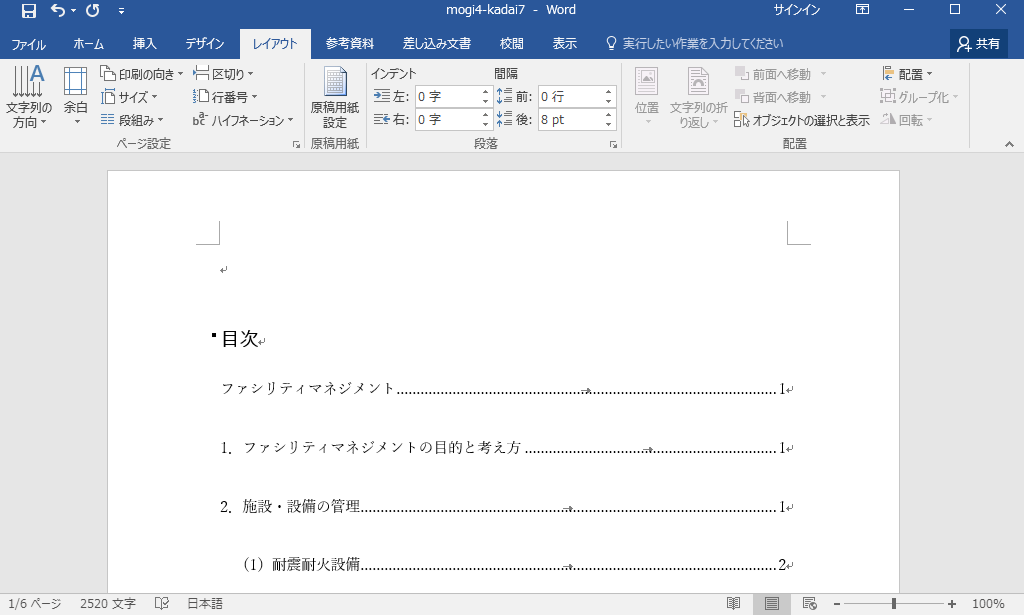 mogi4-kadai7 - Word
サインイン
ファイル ホーム 挿入 デザイン レイアウト 参考資料 差し込み文書 校閲 表示 実行したい作業を入力してください 共有
文字列の方向 余白 印刷の向き サイズ 段組み 区切り 行番号 ハイフネーション
ページ設定
原稿用紙設定
原稿用紙
インデント 間隔
左: 0 字 前: 0 行
右: 0 字 後: 8 pt
段落
位置 文字列の折り返し 前面へ移動 背面へ移動 オブジェクトの選択と表示 配置 グループ化 回転
配置
目次
ファシリティマネジメント 1
1. ファシリティマネジメントの目的と考え方 1
2. 施設・設備の管理 1
(1) 耐震耐火設備 2
1/6 ページ 2520 文字 日本語 100%